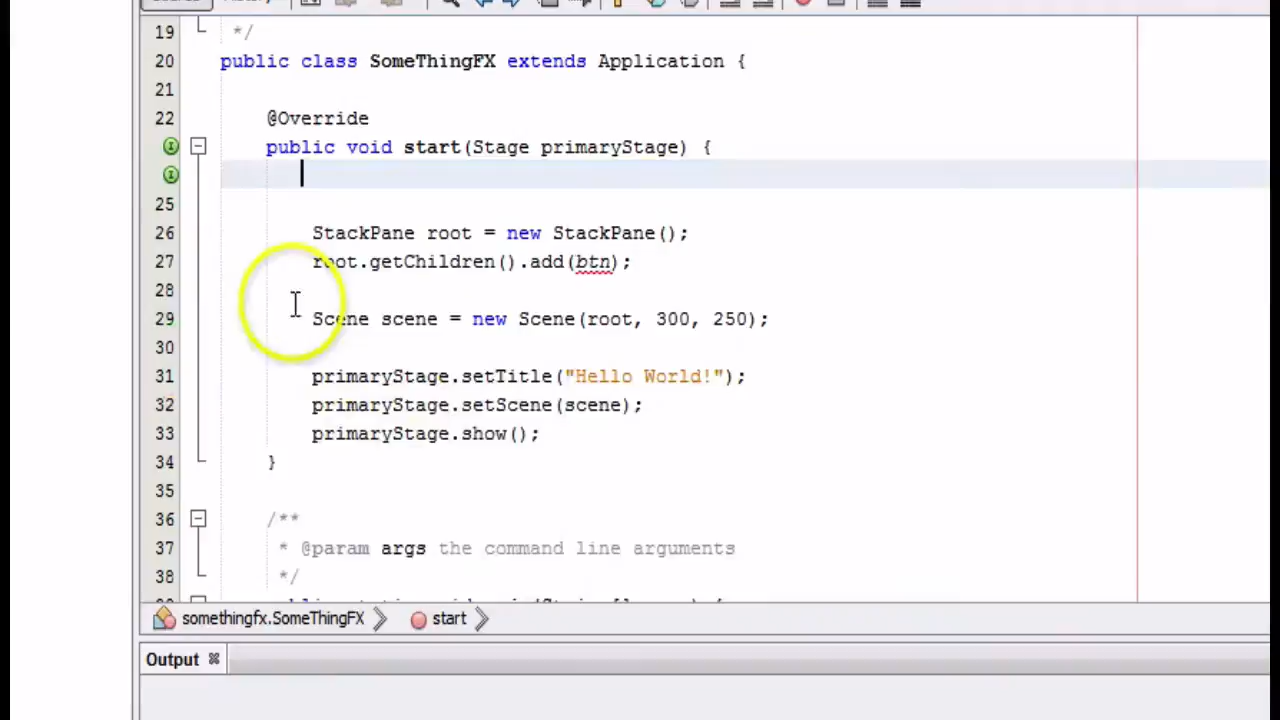 19 */
20 public class SomeThingFX extends Application {
21
22 @Override
public void start(Stage primaryStage) {
25
26 StackPane root = new StackPane();
27 root.getChildren().add(btn);
28
29 Scene scene = new Scene(root, 300, 250);
30
31 primaryStage.setTitle("Hello World!");
32 primaryStage.setScene(scene);
33 primaryStage.show();
34 }
35
36 /**
37 * @param args the command line arguments
38 */
somethingfx.SomeThingFX start
Output